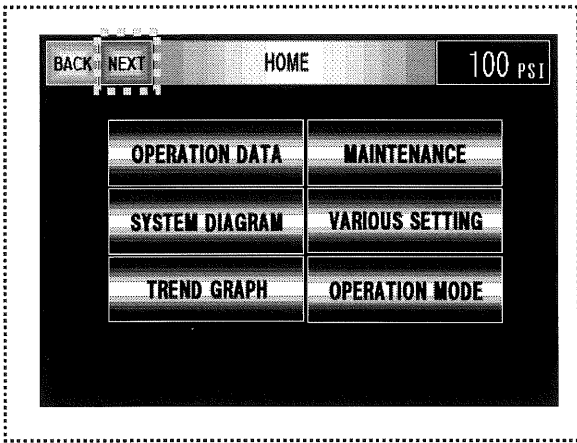 BACK NEXT HOME 100 PSI
OPERATION DATA MAINTENANCE
SYSTEM DIAGRAM VARIOUS SETTING
TREND GRAPH OPERATION MODE